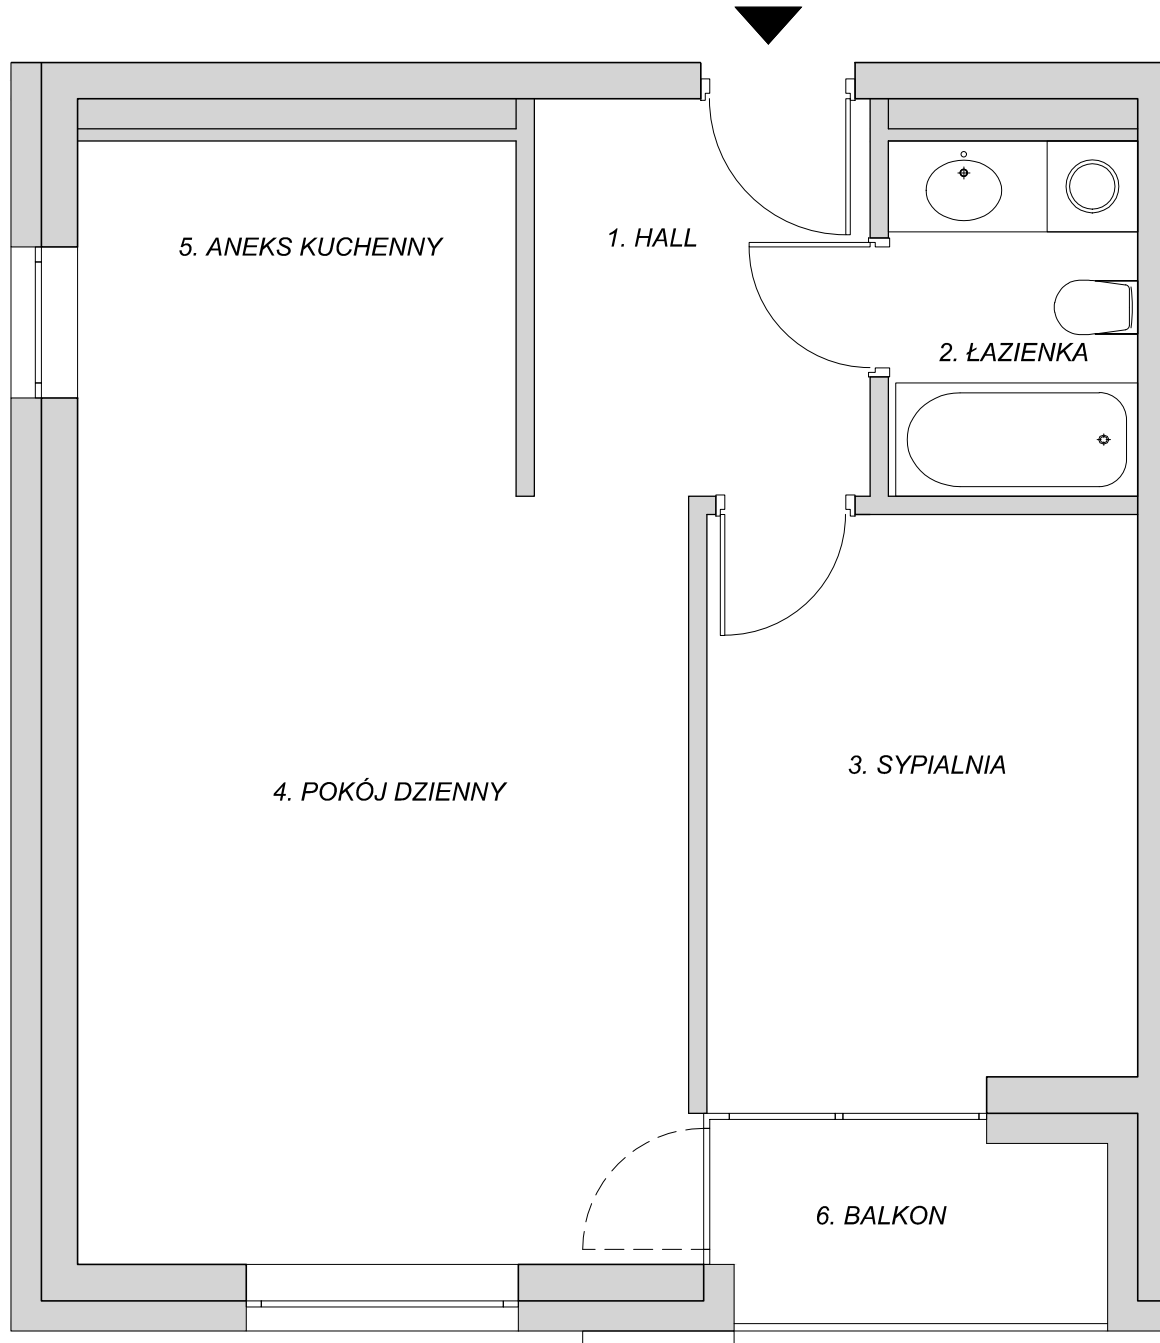 5. ANEKS KUCHENNY
1. HALL
2. ŁAZIENKA
3. SYPIALNIA
4. POKÓJ DZIENNY
6. BALKON